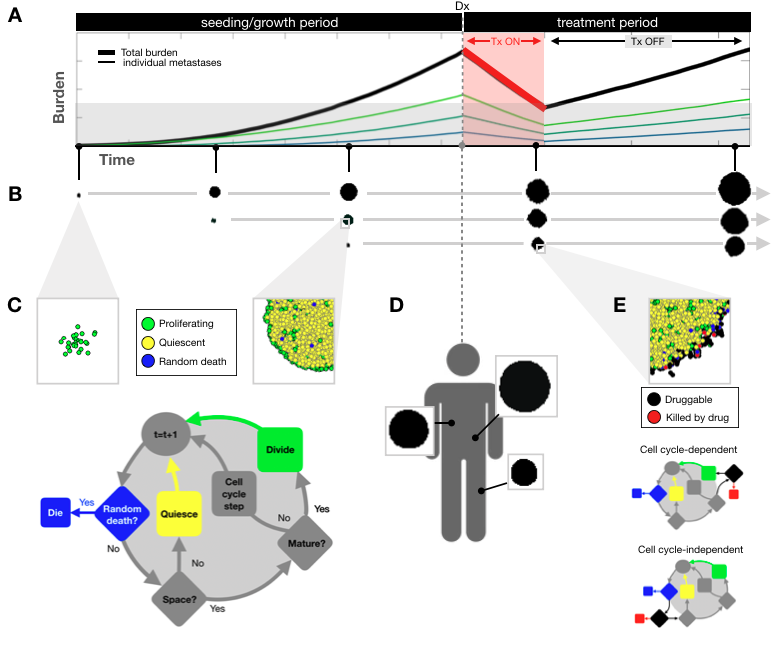 A
Dx
seeding/growth period
treatment period
Tx ON
Tx OFF
Total burden
individual metastases
Burden
Time
B
C
Proliferating
Quiescent
Random death
D
E
Druggable
Killed by drug
t=t+1
Divide
Cell
cycle
step
Yes
Die
Random
death?
Quiesce
No
Yes
Mature?
No
No
Space?
Yes
Cell cycle-dependent
Cell cycle-independent